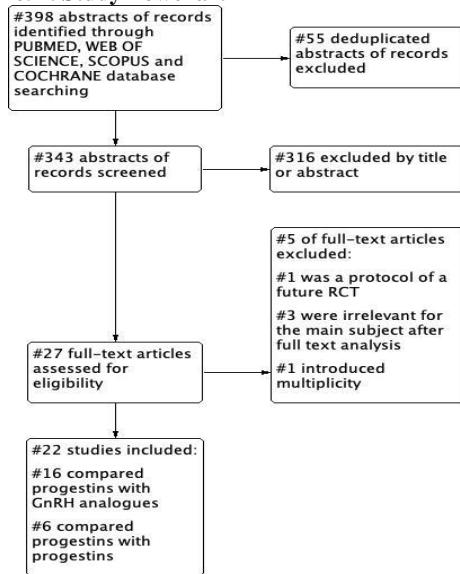 #398 abstracts of records
identified through
PUBMED, WEB OF
SCIENCE, SCOPUS and
COCHRANE database
searching
#55 deduplicated
abstracts of records
excluded
#343 abstracts of
records screened
#316 excluded by title
or abstract
#5 of full-text articles
excluded:
#1 was a protocol of a
future RCT
#3 were irrelevant for
the main subject after
full text analysis
#1 introduced
multiplicity
#27 full-text articles
assessed for
eligibility
#22 studies included:
#16 compared
progestins with
GnRH analogues
#6 compared
progestins with
progestins